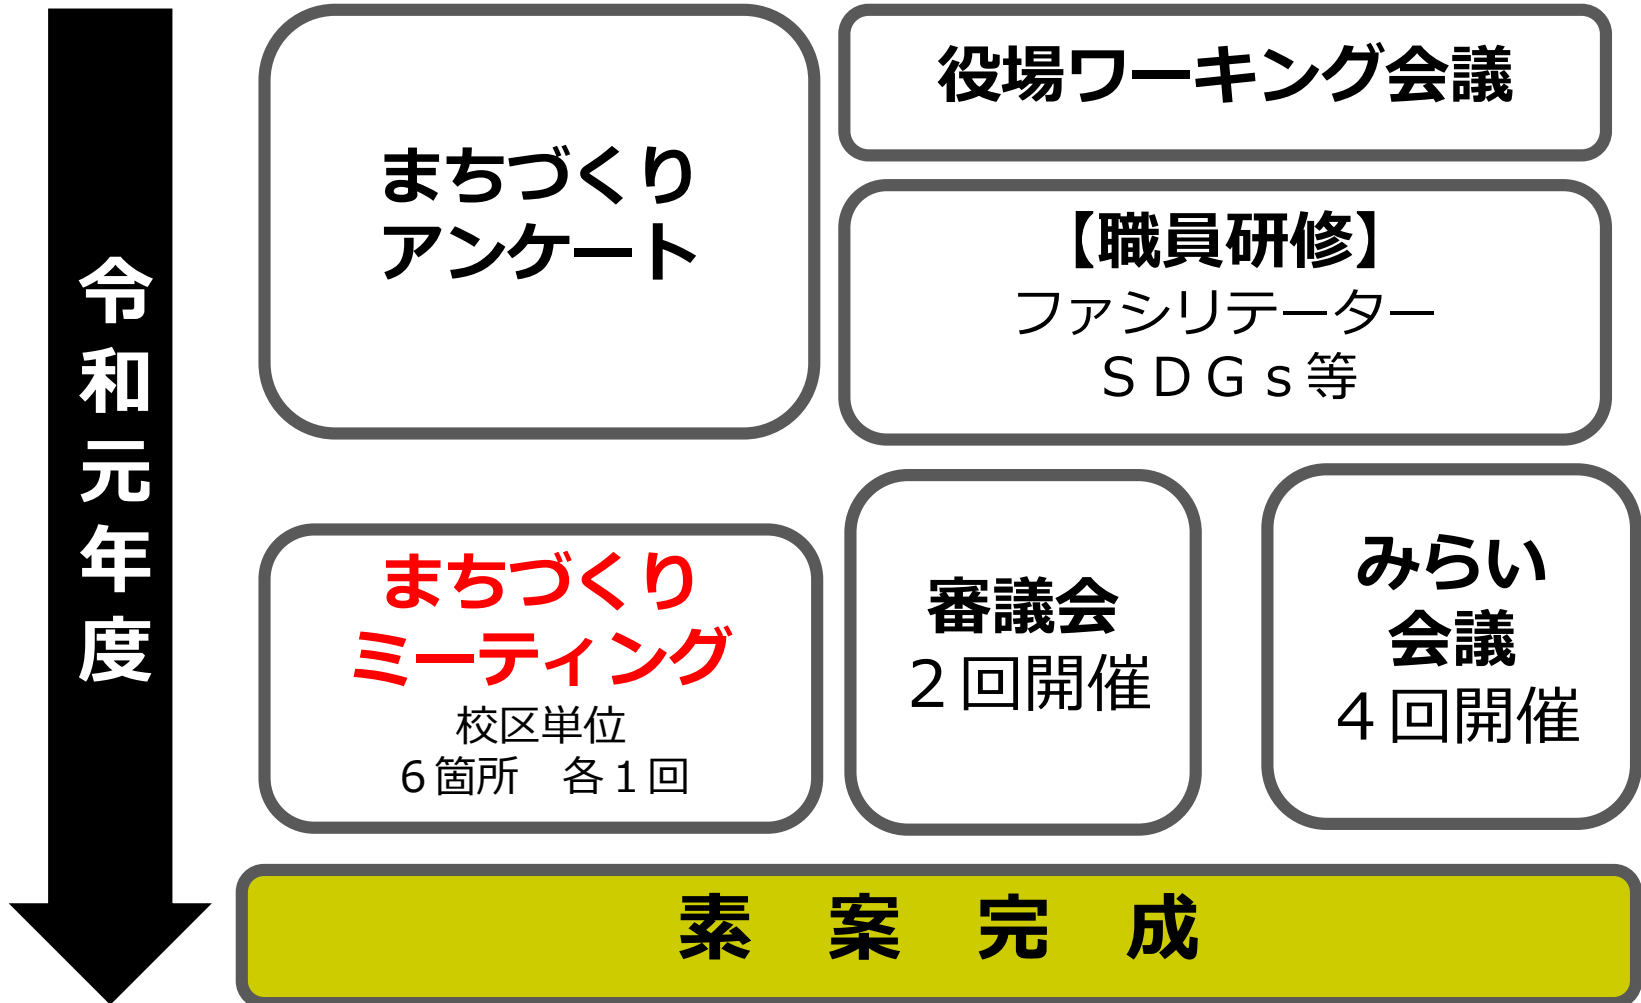 令和元年度
まちづくり
アンケート
役場ワーキング会議
【職員研修】
ファシリテーター
ＳＤＧｓ等
まちづくり
ミーティング
校区単位
６箇所　各１回
審議会
２回開催
みらい
会議
４回開催
素　案　完　成